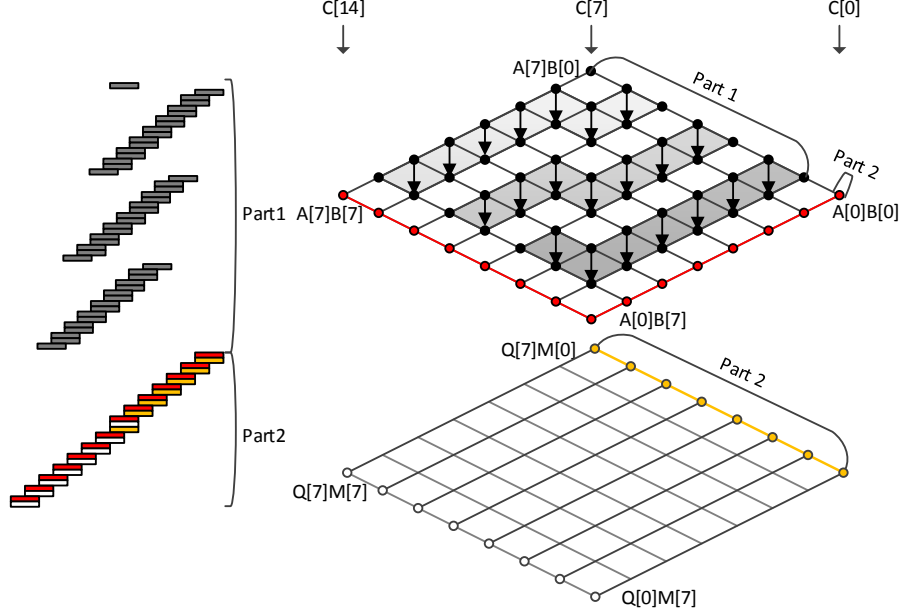 C[14]
C[7]
C[0]
A[7]B[0]
Part 1
Part 2
Part1
A[7]B[7]
A[0]B[0]
A[0]B[7]
Q[7]M[0]
Part 2
Part2
Q[7]M[7]
Q[0]M[7]